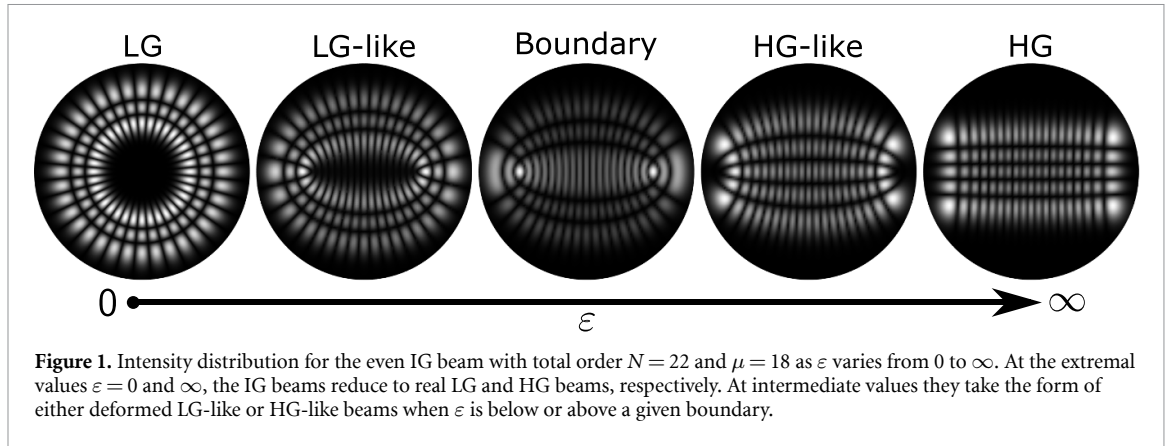 LG LG-like Boundary HG-like HG
0 ∞
ε
Figure 1. Intensity distribution for the even IG beam with total order N = 22 and μ = 18 as ε varies from 0 to ∞. At the extremal
values ε = 0 and ∞, the IG beams reduce to real LG and HG beams, respectively. At intermediate values they take the form of
either deformed LG-like or HG-like beams when ε is below or above a given boundary.